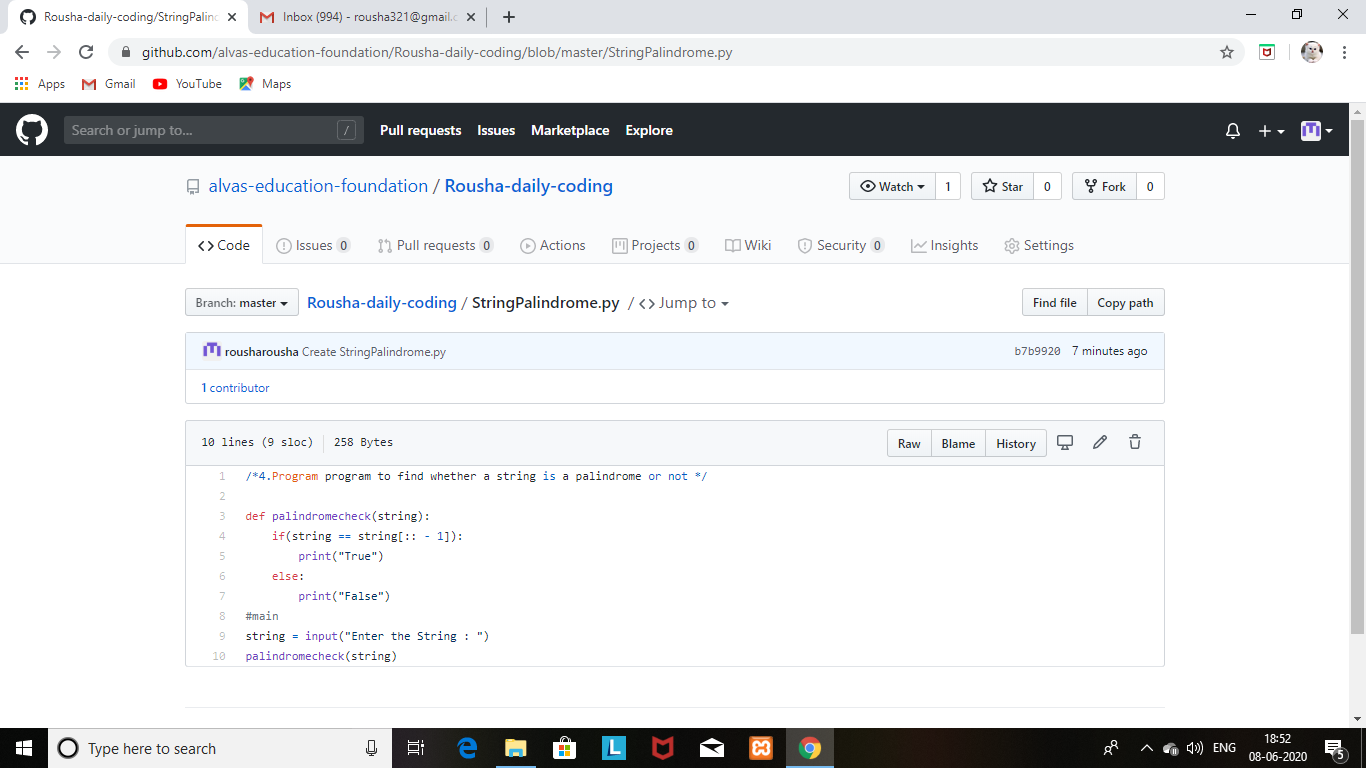 Rousha-daily-coding/StringPalind
Inbox (994) - rousha321@gmail.c
github.com/alvas-education-foundation/Rousha-daily-coding/blob/master/StringPalindrome.py
Apps Gmail YouTube Maps
Search or jump to... / Pull requests Issues Marketplace Explore
alvas-education-foundation / Rousha-daily-coding
Watch 1 Star 0 Fork 0
Code Issues 0 Pull requests 0 Actions Projects 0 Wiki Security 0 Insights Settings
Branch: master Rousha-daily-coding / StringPalindrome.py / Jump to Find file Copy path
rousharousha Create StringPalindrome.py b7b9920 7 minutes ago
1 contributor
10 lines (9 sloc) 258 Bytes Raw Blame History
1 /*4.Program program to find whether a string is a palindrome or not */
2
3 def palindromecheck(string):
4 if(string == string[:: - 1]):
5 print("True")
6 else:
7 print("False")
8 #main
9 string = input("Enter the String : ")
10 palindromecheck(string)
Type here to search
L
ENG
18:52
08-06-2020
5